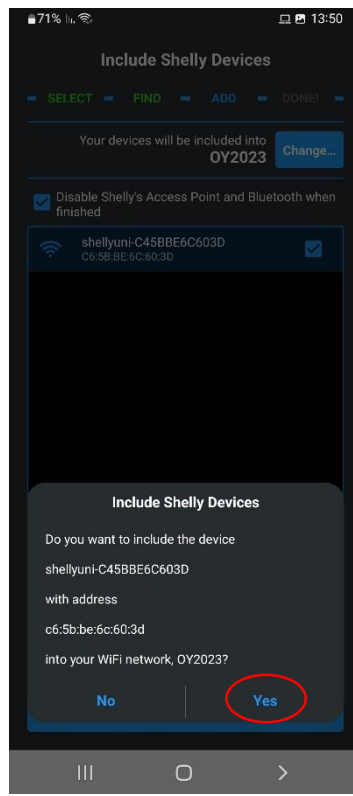 71% 13:50
Include Shelly Devices
SELECT FIND ADD DONE!
Your devices will be included into
OY2023
Change...
Disable Shelly's Access Point and Bluetooth when
finished
shellyuni-C45BBE6C603D
C6:5B:BE:6C:60:3D
Include Shelly Devices
Do you want to include the device
shellyuni-C45BBE6C603D
with address
c6:5b:be:6c:60:3d
into your WiFi network, OY2023?
No Yes